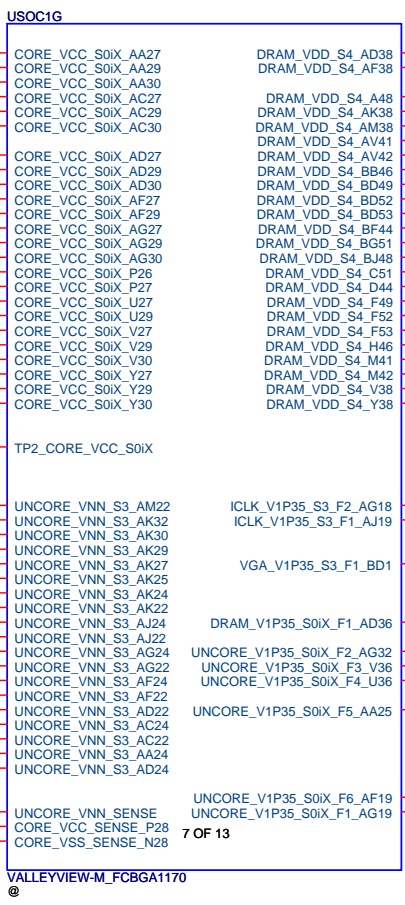 USOC1G
CORE_VCC_S0iX_AA27 DRAM_VDD_S4_AD38
CORE_VCC_S0iX_AA29 DRAM_VDD_S4_AF38
CORE_VCC_S0iX_AA30
CORE_VCC_S0iX_AC27 DRAM_VDD_S4_A48
CORE_VCC_S0iX_AC29 DRAM_VDD_S4_AK38
CORE_VCC_S0iX_AC30 DRAM_VDD_S4_AM38
DRAM_VDD_S4_AV41
CORE_VCC_S0iX_AD27 DRAM_VDD_S4_AV42
CORE_VCC_S0iX_AD29 DRAM_VDD_S4_BB46
CORE_VCC_S0iX_AD30 DRAM_VDD_S4_BD49
CORE_VCC_S0iX_AF27 DRAM_VDD_S4_BD52
CORE_VCC_S0iX_AF29 DRAM_VDD_S4_BD53
CORE_VCC_S0iX_AG27 DRAM_VDD_S4_BF44
CORE_VCC_S0iX_AG29 DRAM_VDD_S4_BG51
CORE_VCC_S0iX_AG30 DRAM_VDD_S4_BJ48
CORE_VCC_S0iX_P26 DRAM_VDD_S4_C51
CORE_VCC_S0iX_P27 DRAM_VDD_S4_D44
CORE_VCC_S0iX_U27 DRAM_VDD_S4_F49
CORE_VCC_S0iX_U29 DRAM_VDD_S4_F52
CORE_VCC_S0iX_V27 DRAM_VDD_S4_F53
CORE_VCC_S0iX_V29 DRAM_VDD_S4_H46
CORE_VCC_S0iX_V30 DRAM_VDD_S4_M41
CORE_VCC_S0iX_Y27 DRAM_VDD_S4_M42
CORE_VCC_S0iX_Y29 DRAM_VDD_S4_V38
CORE_VCC_S0iX_Y30 DRAM_VDD_S4_Y38
TP2_CORE_VCC_S0iX
UNCORE_VNN_S3_AM22 ICLK_V1P35_S3_F2_AG18
UNCORE_VNN_S3_AK32 ICLK_V1P35_S3_F1_AJ19
UNCORE_VNN_S3_AK30
UNCORE_VNN_S3_AK29
UNCORE_VNN_S3_AK27 VGA_V1P35_S3_F1_BD1
UNCORE_VNN_S3_AK25
UNCORE_VNN_S3_AK24
UNCORE_VNN_S3_AK22
UNCORE_VNN_S3_AJ24 DRAM_V1P35_S0iX_F1_AD36
UNCORE_VNN_S3_AJ22
UNCORE_VNN_S3_AG24 UNCORE_V1P35_S0iX_F2_AG32
UNCORE_VNN_S3_AG22 UNCORE_V1P35_S0iX_F3_V36
UNCORE_VNN_S3_AF24 UNCORE_V1P35_S0iX_F4_U36
UNCORE_VNN_S3_AF22
UNCORE_VNN_S3_AD22 UNCORE_V1P35_S0iX_F5_AA25
UNCORE_VNN_S3_AC24
UNCORE_VNN_S3_AC22
UNCORE_VNN_S3_AA24
UNCORE_VNN_S3_AD24
UNCORE_V1P35_S0iX_F6_AF19
UNCORE_VNN_SENSE UNCORE_V1P35_S0iX_F1_AG19
CORE_VCC_SENSE_P28 7 OF 13
CORE_VSS_SENSE_N28
VALLEYVIEW-M_FCBGA1170
@